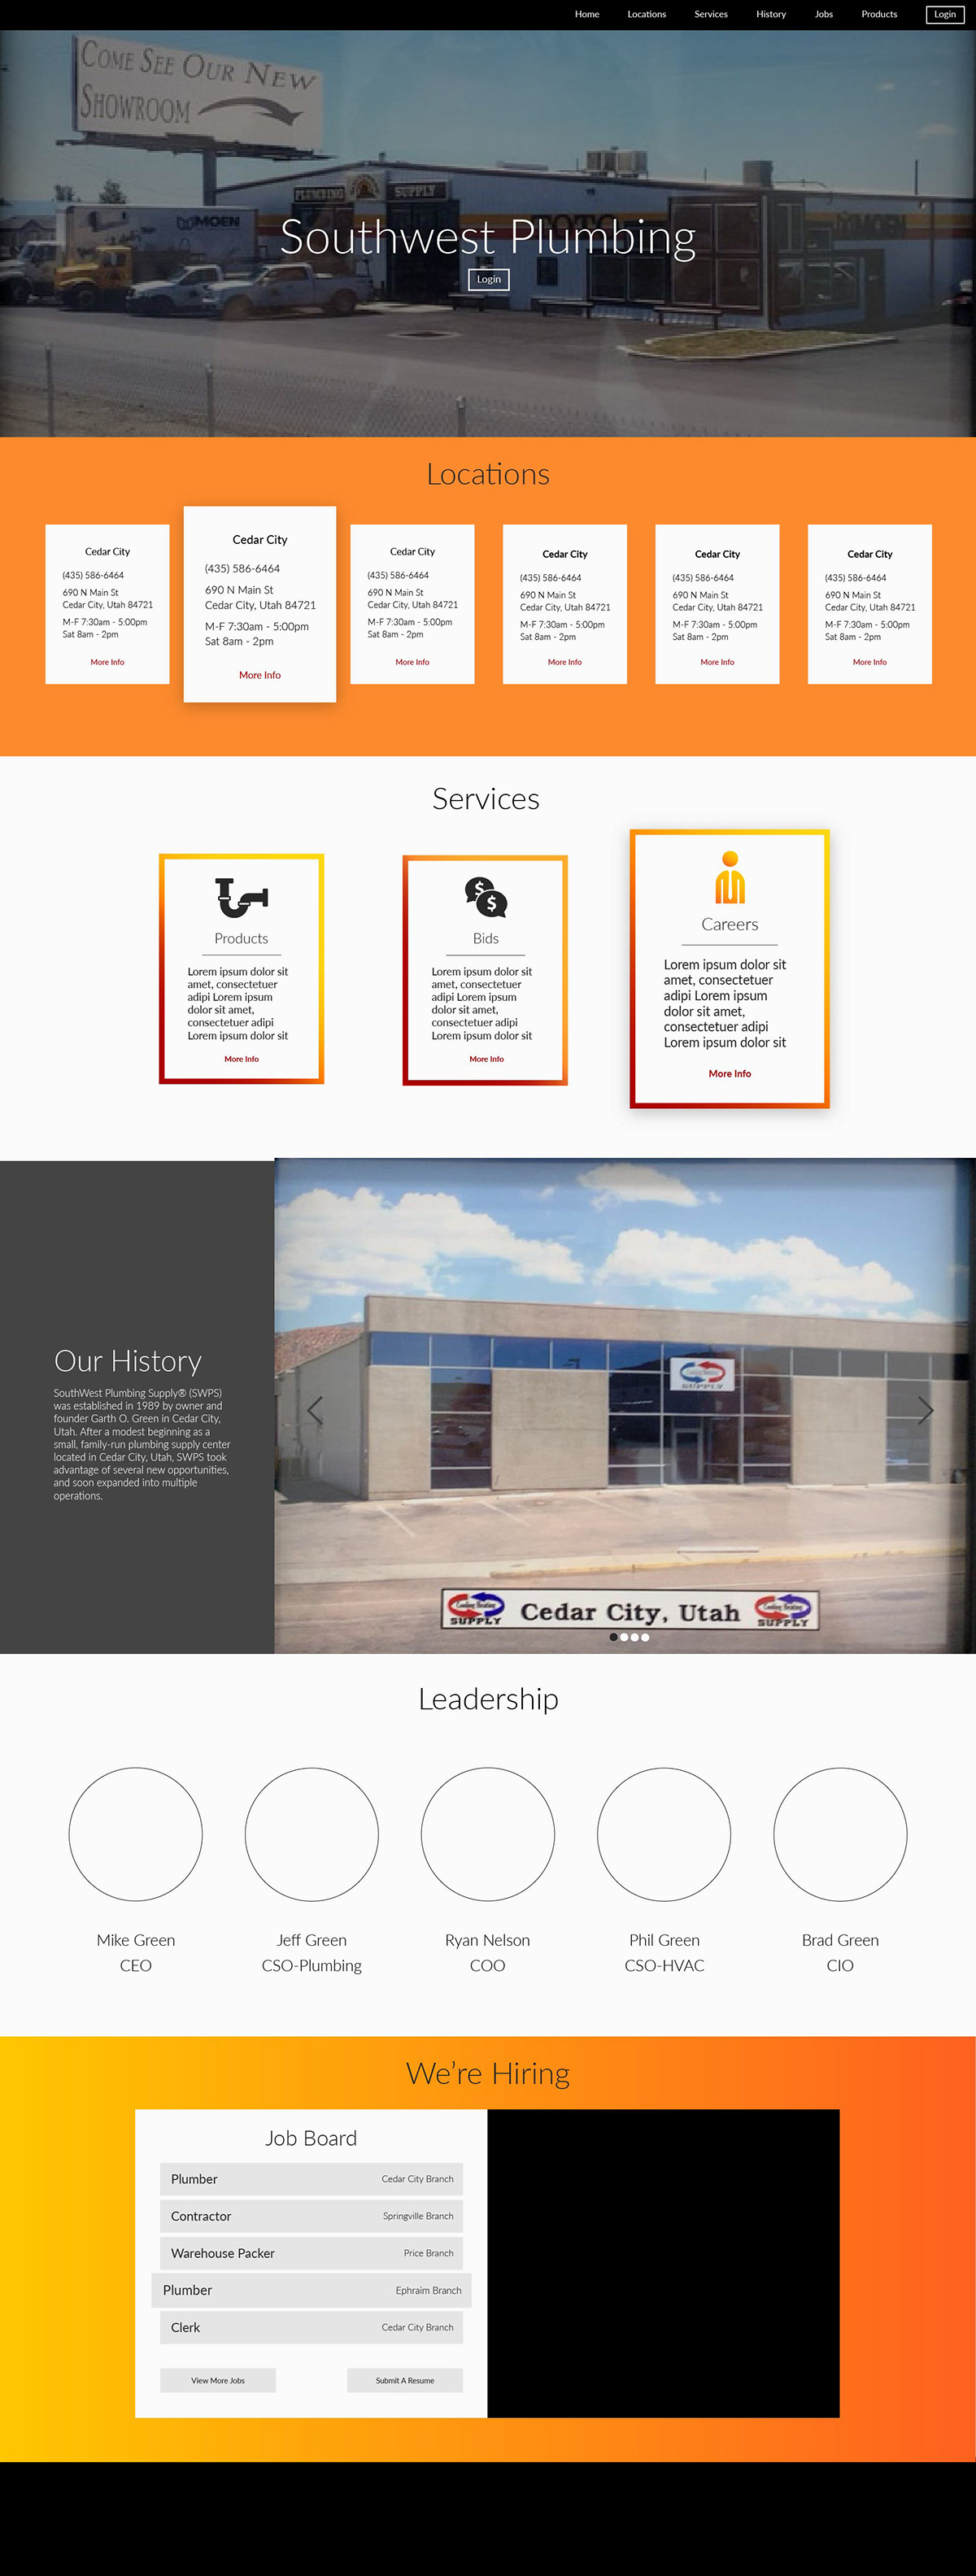 Home Locations Services History Jobs Products Login
COME SEE OUR NEW
SHOWROOM
PLUMBING SUPPLY
MOEN
Southwest Plumbing
Login
Locations
Cedar City
(435) 586-6464
690 N Main St
Cedar City, Utah 84721
M-F 7:30am - 5:00pm
Sat 8am - 2pm
More Info
Cedar City
(435) 586-6464
690 N Main St
Cedar City, Utah 84721
M-F 7:30am - 5:00pm
Sat 8am - 2pm
More Info
Cedar City
(435) 586-6464
690 N Main St
Cedar City, Utah 84721
M-F 7:30am - 5:00pm
Sat 8am - 2pm
More Info
Cedar City
(435) 586-6464
690 N Main St
Cedar City, Utah 84721
M-F 7:30am - 5:00pm
Sat 8am - 2pm
More Info
Cedar City
(435) 586-6464
690 N Main St
Cedar City, Utah 84721
M-F 7:30am - 5:00pm
Sat 8am - 2pm
More Info
Cedar City
(435) 586-6464
690 N Main St
Cedar City, Utah 84721
M-F 7:30am - 5:00pm
Sat 8am - 2pm
More Info
Services
Products
Lorem ipsum dolor sit
amet, consectetuer
adipi Lorem ipsum
dolor sit amet,
consectetuer adipi
Lorem ipsum dolor sit
More Info
Bids
Lorem ipsum dolor sit
amet, consectetuer
adipi Lorem ipsum
dolor sit amet,
consectetuer adipi
Lorem ipsum dolor sit
More Info
Careers
Lorem ipsum dolor sit
amet, consectetuer
adipi Lorem ipsum
dolor sit amet,
consectetuer adipi
Lorem ipsum dolor sit
More Info
Our History
SouthWest Plumbing Supply® (SWPS)
was established in 1989 by owner and
founder Garth O. Green in Cedar City,
Utah. After a modest beginning as a
small, family-run plumbing supply center
located in Cedar City, Utah, SWPS took
advantage of several new opportunities,
and soon expanded into multiple
operations.
SUPPLY
Cooling Heating
SUPPLY
Cedar City, Utah
Cooling Heating
SUPPLY
Leadership
Mike Green
CEO
Jeff Green
CSO-Plumbing
Ryan Nelson
COO
Phil Green
CSO-HVAC
Brad Green
CIO
We're Hiring
Job Board
Plumber Cedar City Branch
Contractor Springville Branch
Warehouse Packer Price Branch
Plumber Ephraim Branch
Clerk Cedar City Branch
View More Jobs Submit A Resume